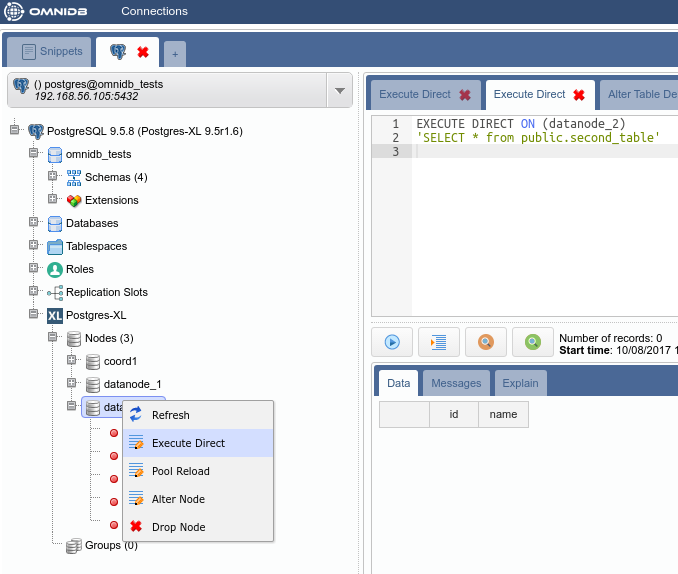 OMNIDB
Connections
Snippets
+
() postgres@omnidb_tests
192.168.56.105:5432
PostgreSQL 9.5.8 (Postgres-XL 9.5r1.6)
omnidb_tests
Schemas (4)
Extensions
Databases
Tablespaces
Roles
Replication Slots
XL Postgres-XL
Nodes (3)
coord1
datanode_1
data
Refresh
Execute Direct
Pool Reload
Alter Node
Drop Node
Groups (0)
Execute Direct
Execute Direct
Alter Table De
1 EXECUTE DIRECT ON (datanode_2)
2 'SELECT * from public.second_table'
3
Number of records: 0
Start time: 10/08/2017 1
Data
Messages
Explain
id
name